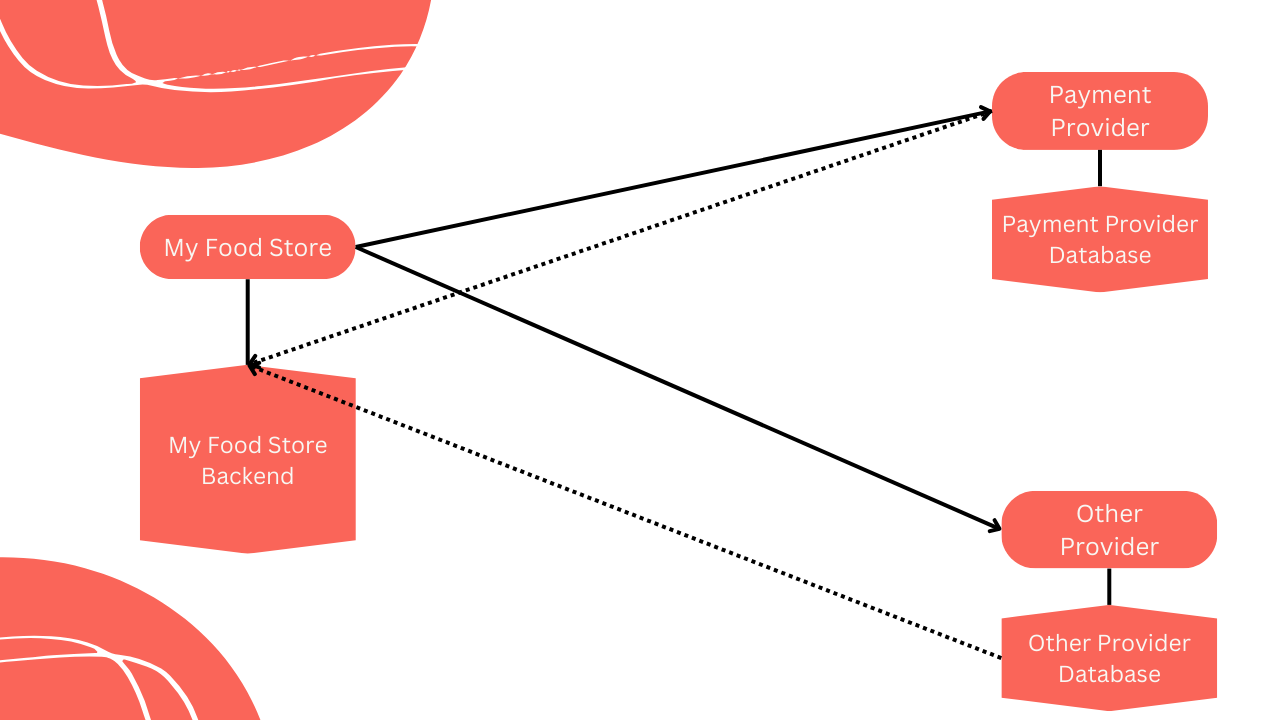 Payment
Provider
Payment Provider
Database
My Food Store
My Food Store
Backend
Other
Provider
Other Provider
Database